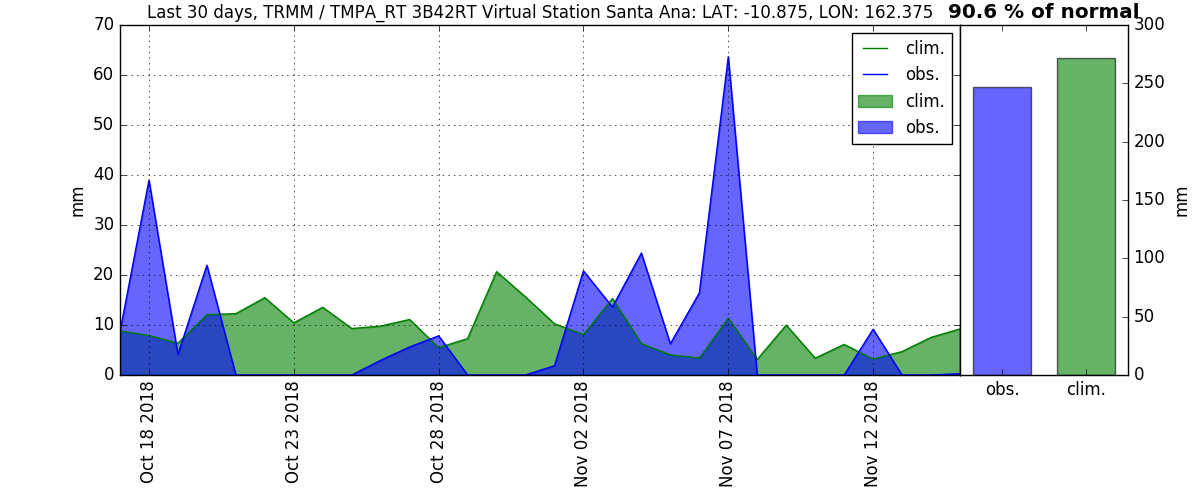 Last 30 days, TRMM / TMPA_RT 3B42RT Virtual Station Santa Ana: LAT: -10.875, LON: 162.375
90.6 % of normal
70
60
50
40
30
20
10
0
mm
clim.
obs.
clim.
obs.
Oct 18 2018
Oct 23 2018
Oct 28 2018
Nov 02 2018
Nov 07 2018
Nov 12 2018
300
250
200
150
100
50
0
mm
obs.
clim.